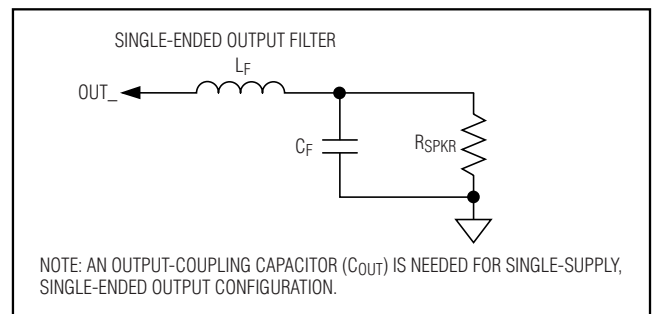 SINGLE-ENDED OUTPUT FILTER
LF
OUT_
CF
RSPKR
NOTE: AN OUTPUT-COUPLING CAPACITOR (COUT) IS NEEDED FOR SINGLE-SUPPLY,
SINGLE-ENDED OUTPUT CONFIGURATION.